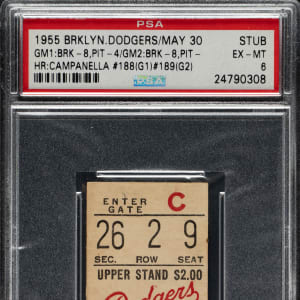 PSA
1955 BRKLYN.DODGERS/MAY 30 STUB
GM1:BRK-8,PIT-4/GM2:BRK-8,PIT- EX-MT
HR:CAMPANELLA #188(G1)#189(G2) 6
PSA 24790308
ENTER
GATE C
26 2 9
SEC. ROW SEAT
UPPER STAND $2.00
Dodgers